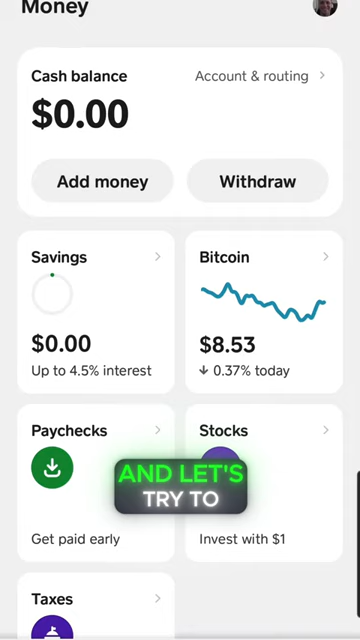 Money
Cash balance
Account & routing
$0.00
Add money
Withdraw
Savings
$0.00
Up to 4.5% interest
Bitcoin
$8.53
0.37% today
Paychecks
Get paid early
Stocks
Invest with $1
AND LET'S
TRY TO
Taxes